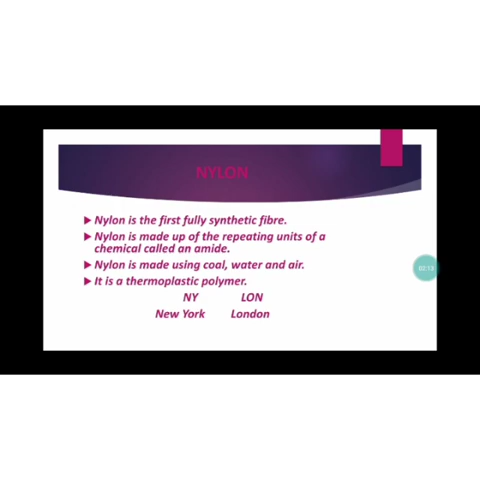 NYLON
Nylon is the first fully synthetic fibre.
Nylon is made up of the repeating units of a
chemical called an amide.
Nylon is made using coal, water and air.
It is a thermoplastic polymer.
NY LON
New York London
02:13